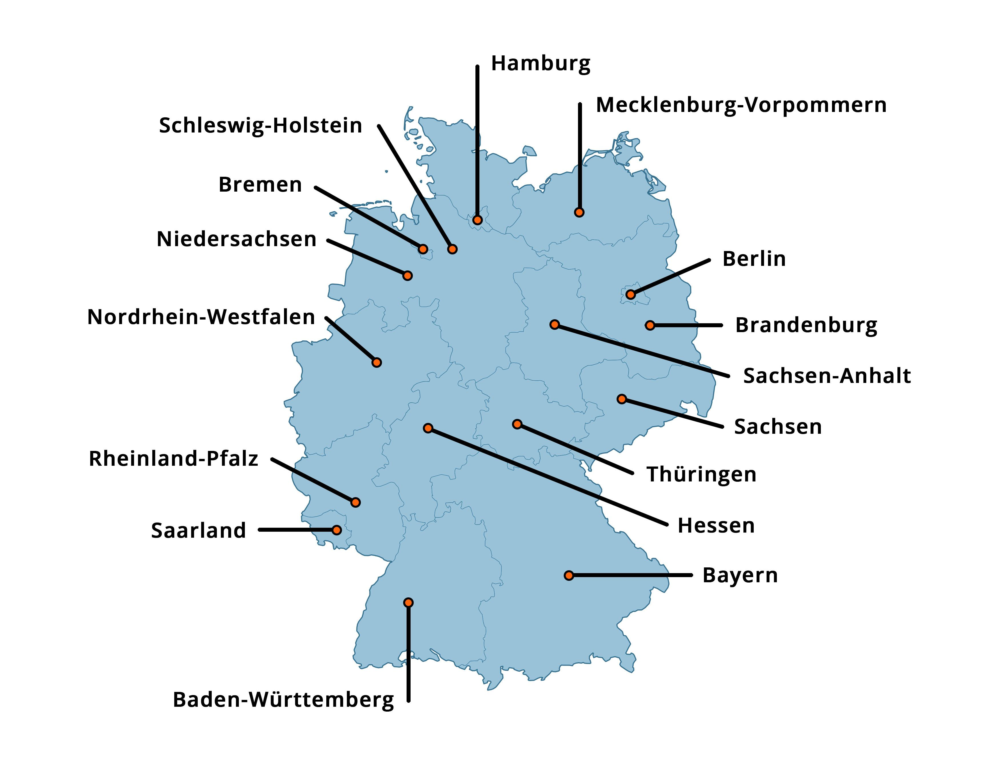 Hamburg
Mecklenburg-Vorpommern
Schleswig-Holstein
Bremen
Niedersachsen
Berlin
Nordrhein-Westfalen
Brandenburg
Sachsen-Anhalt
Sachsen
Rheinland-Pfalz
Thüringen
Hessen
Saarland
Bayern
Baden-Württemberg